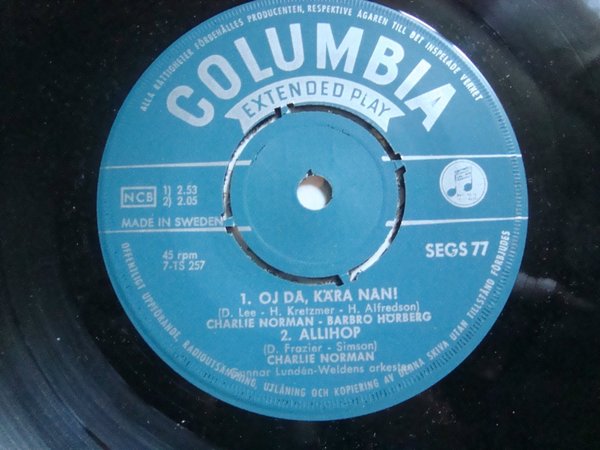 ALLA RÄTTIGHETER FÖRBEHÅLLES PRODUCENTEN, RESPEKTIVE ÄGAREN TILL DET INSPELADE VERKET
COLUMBIA
EXTENDED PLAY
NCB 1) 2.53
2) 2.05
MADE IN SWEDEN
45 rpm
7-TS 257
SEGS 77
1. OJ DÅ, KÄRA NÅN!
(D. Lee - H. Kretzmer - H. Alfredson)
CHARLIE NORMAN - BARBRO HÖRBERG
2. ALLIHOP
(D. Frazier - Simson)
CHARLIE NORMAN
Gunnar Lundén-Weldens orkester
OFFENTLIGT UPPFÖRANDE, RADIOUTSÄNDNING, UTLÅNING OCH KOPIERING AV DENNA SKIVA UTAN TILLSTÅND FÖRBJUDES